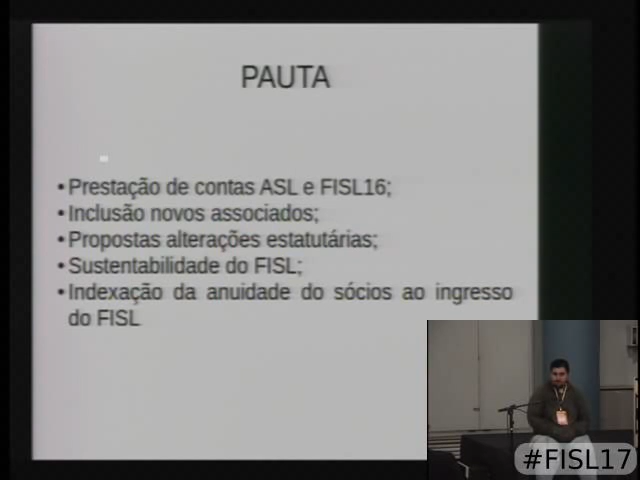 PAUTA
•Prestação de contas ASL e FISL16;
•Inclusão novos associados;
•Propostas alterações estatutárias;
•Sustentabilidade do FISL;
•Indexação da anuidade do sócios ao ingresso
do FISL
#FISL17